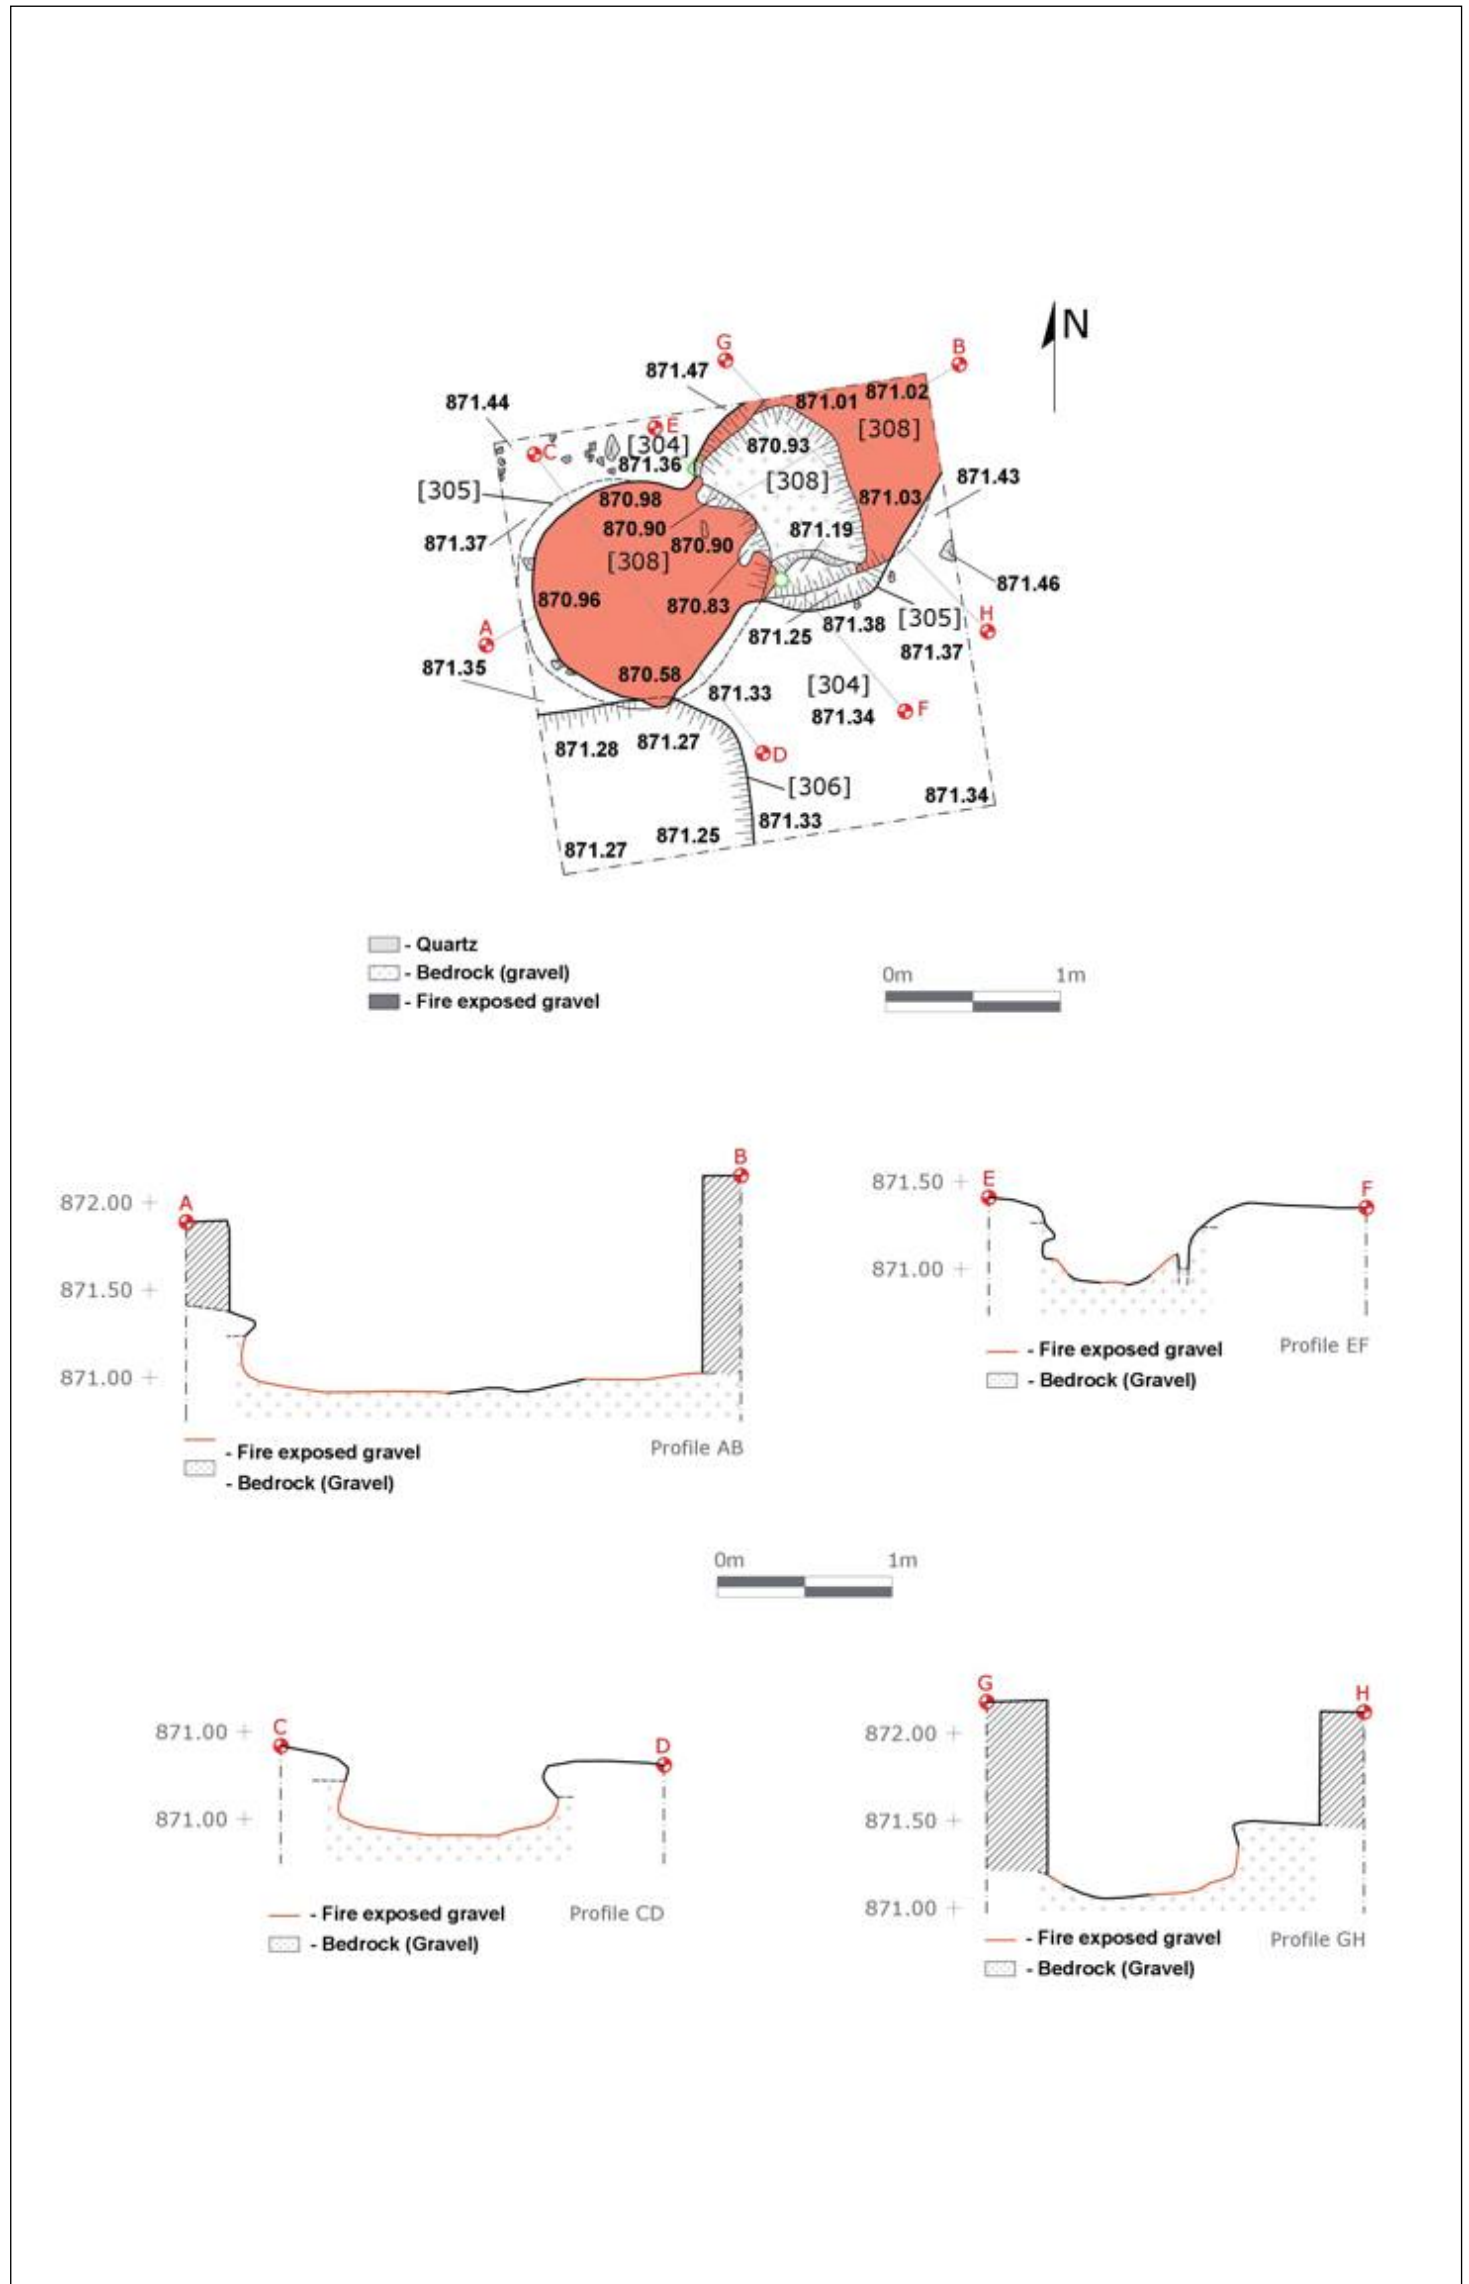 N
G
B
871.47
871.02
871.01
871.44
[308]
E
[304]
870.93
C
871.36
871.43
[305]
870.98
[308]
871.03
870.90
871.19
871.37
870.90
[308]
871.46
870.96
870.83
A
871.25
871.38
[305]
H
871.37
871.35
870.58
871.33
[304]
871.34
F
871.28
871.27
D
[306]
871.34
871.33
871.25
871.27
- Quartz
- Bedrock (gravel)
- Fire exposed gravel
0m 1m
B
872.00
A
871.50
871.00
- Fire exposed gravel
- Bedrock (Gravel)
Profile AB
871.50
E
F
871.00
- Fire exposed gravel
- Bedrock (Gravel)
Profile EF
0m 1m
871.00
C
D
871.00
- Fire exposed gravel
- Bedrock (Gravel)
Profile CD
G
H
872.00
871.50
871.00
- Fire exposed gravel
- Bedrock (Gravel)
Profile GH